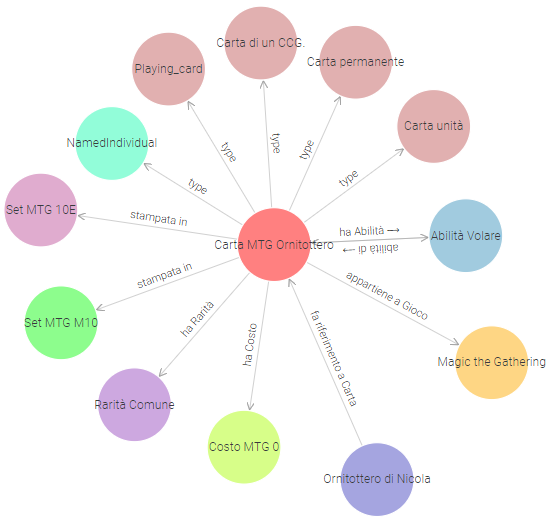 Carta di un CCG.
Playing_card
Carta permanente
Carta unità
NamedIndividual
type
type
type
type
type
Set MTG 10E
stampata in
Carta MTG Ornitottero
ha Abilità →
abilità di ←
Abilità Volare
stampata in
appartiene a Gioco
Set MTG M10
ha Rarità
ha Costo
fa riferimento a Carta
Magic the Gathering
Rarità Comune
Costo MTG 0
Ornitottero di Nicola